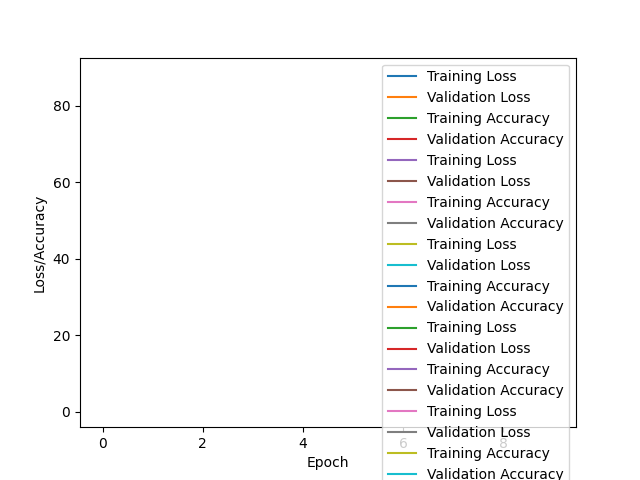 80
60
40
20
0
Loss/Accuracy
0
2
4
6
8
Epoch
Training Loss
Validation Loss
Training Accuracy
Validation Accuracy
Training Loss
Validation Loss
Training Accuracy
Validation Accuracy
Training Loss
Validation Loss
Training Accuracy
Validation Accuracy
Training Loss
Validation Loss
Training Accuracy
Validation Accuracy
Training Loss
Validation Loss
Training Accuracy
Validation Accuracy